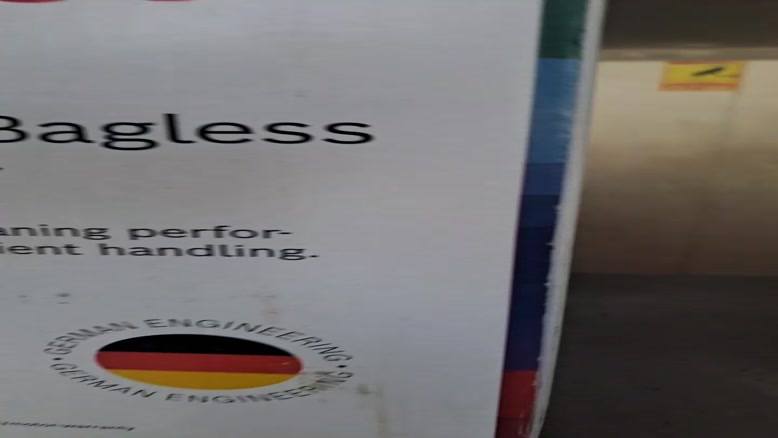 Bagless
aning perfor-
ient handling.
• GERMAN ENGINEERING •
GERMAN ENGINEERING